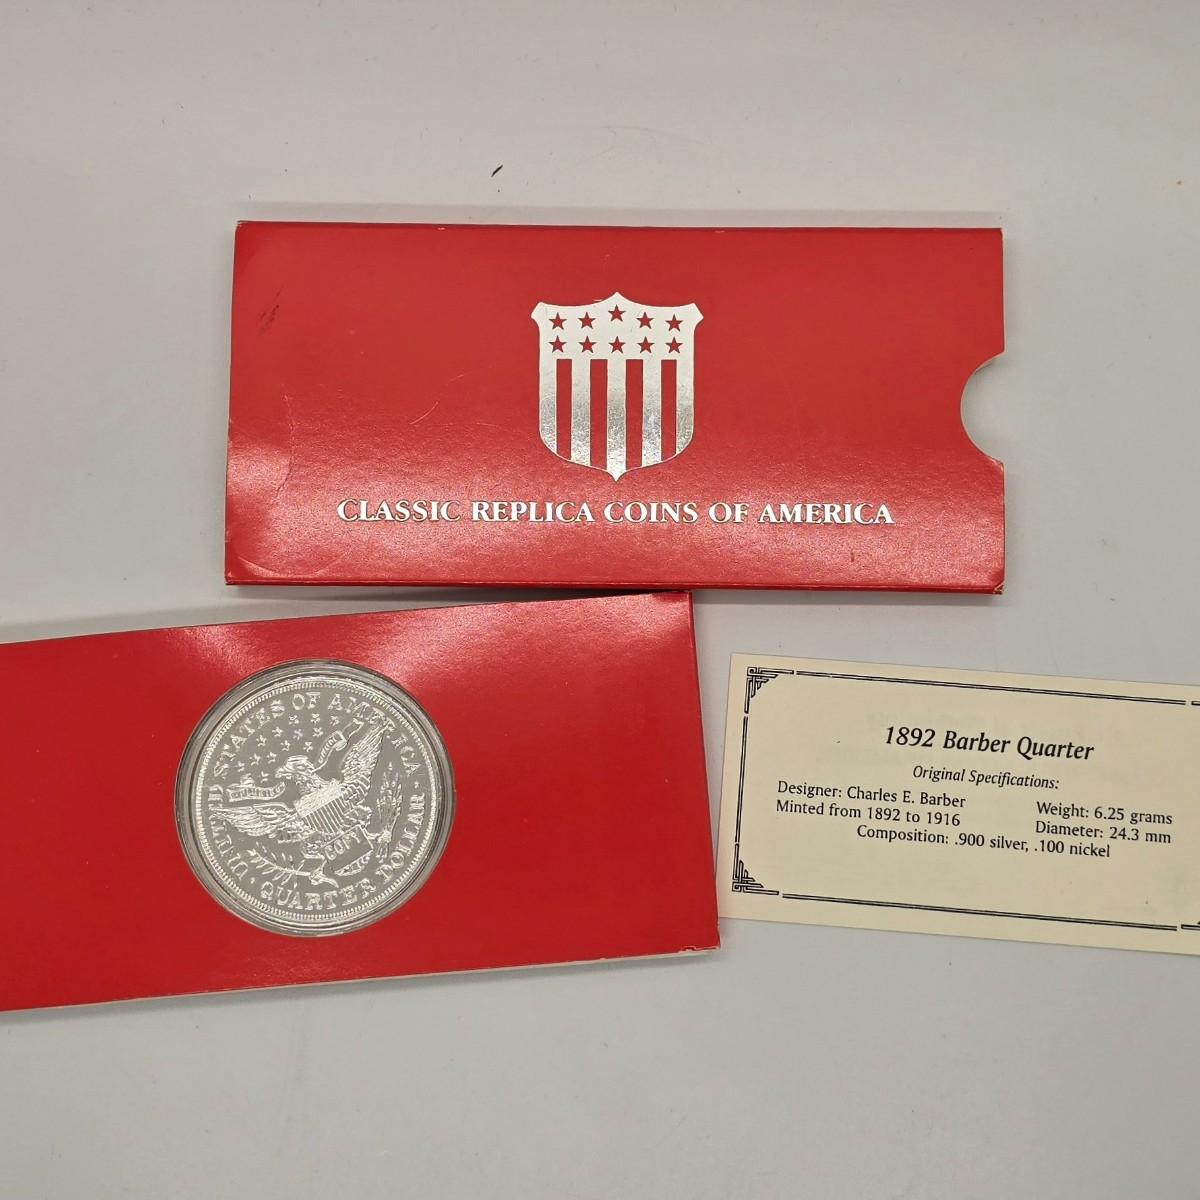 CLASSIC REPLICA COINS OF AMERICA
UNITED STATES OF AMERICA
QUARTER DOLLAR
COPY
1892 Barber Quarter
Original Specifications:
Designer: Charles E. Barber
Weight: 6.25 grams
Minted from 1892 to 1916
Diameter: 24.3 mm
Composition: .900 silver, .100 nickel